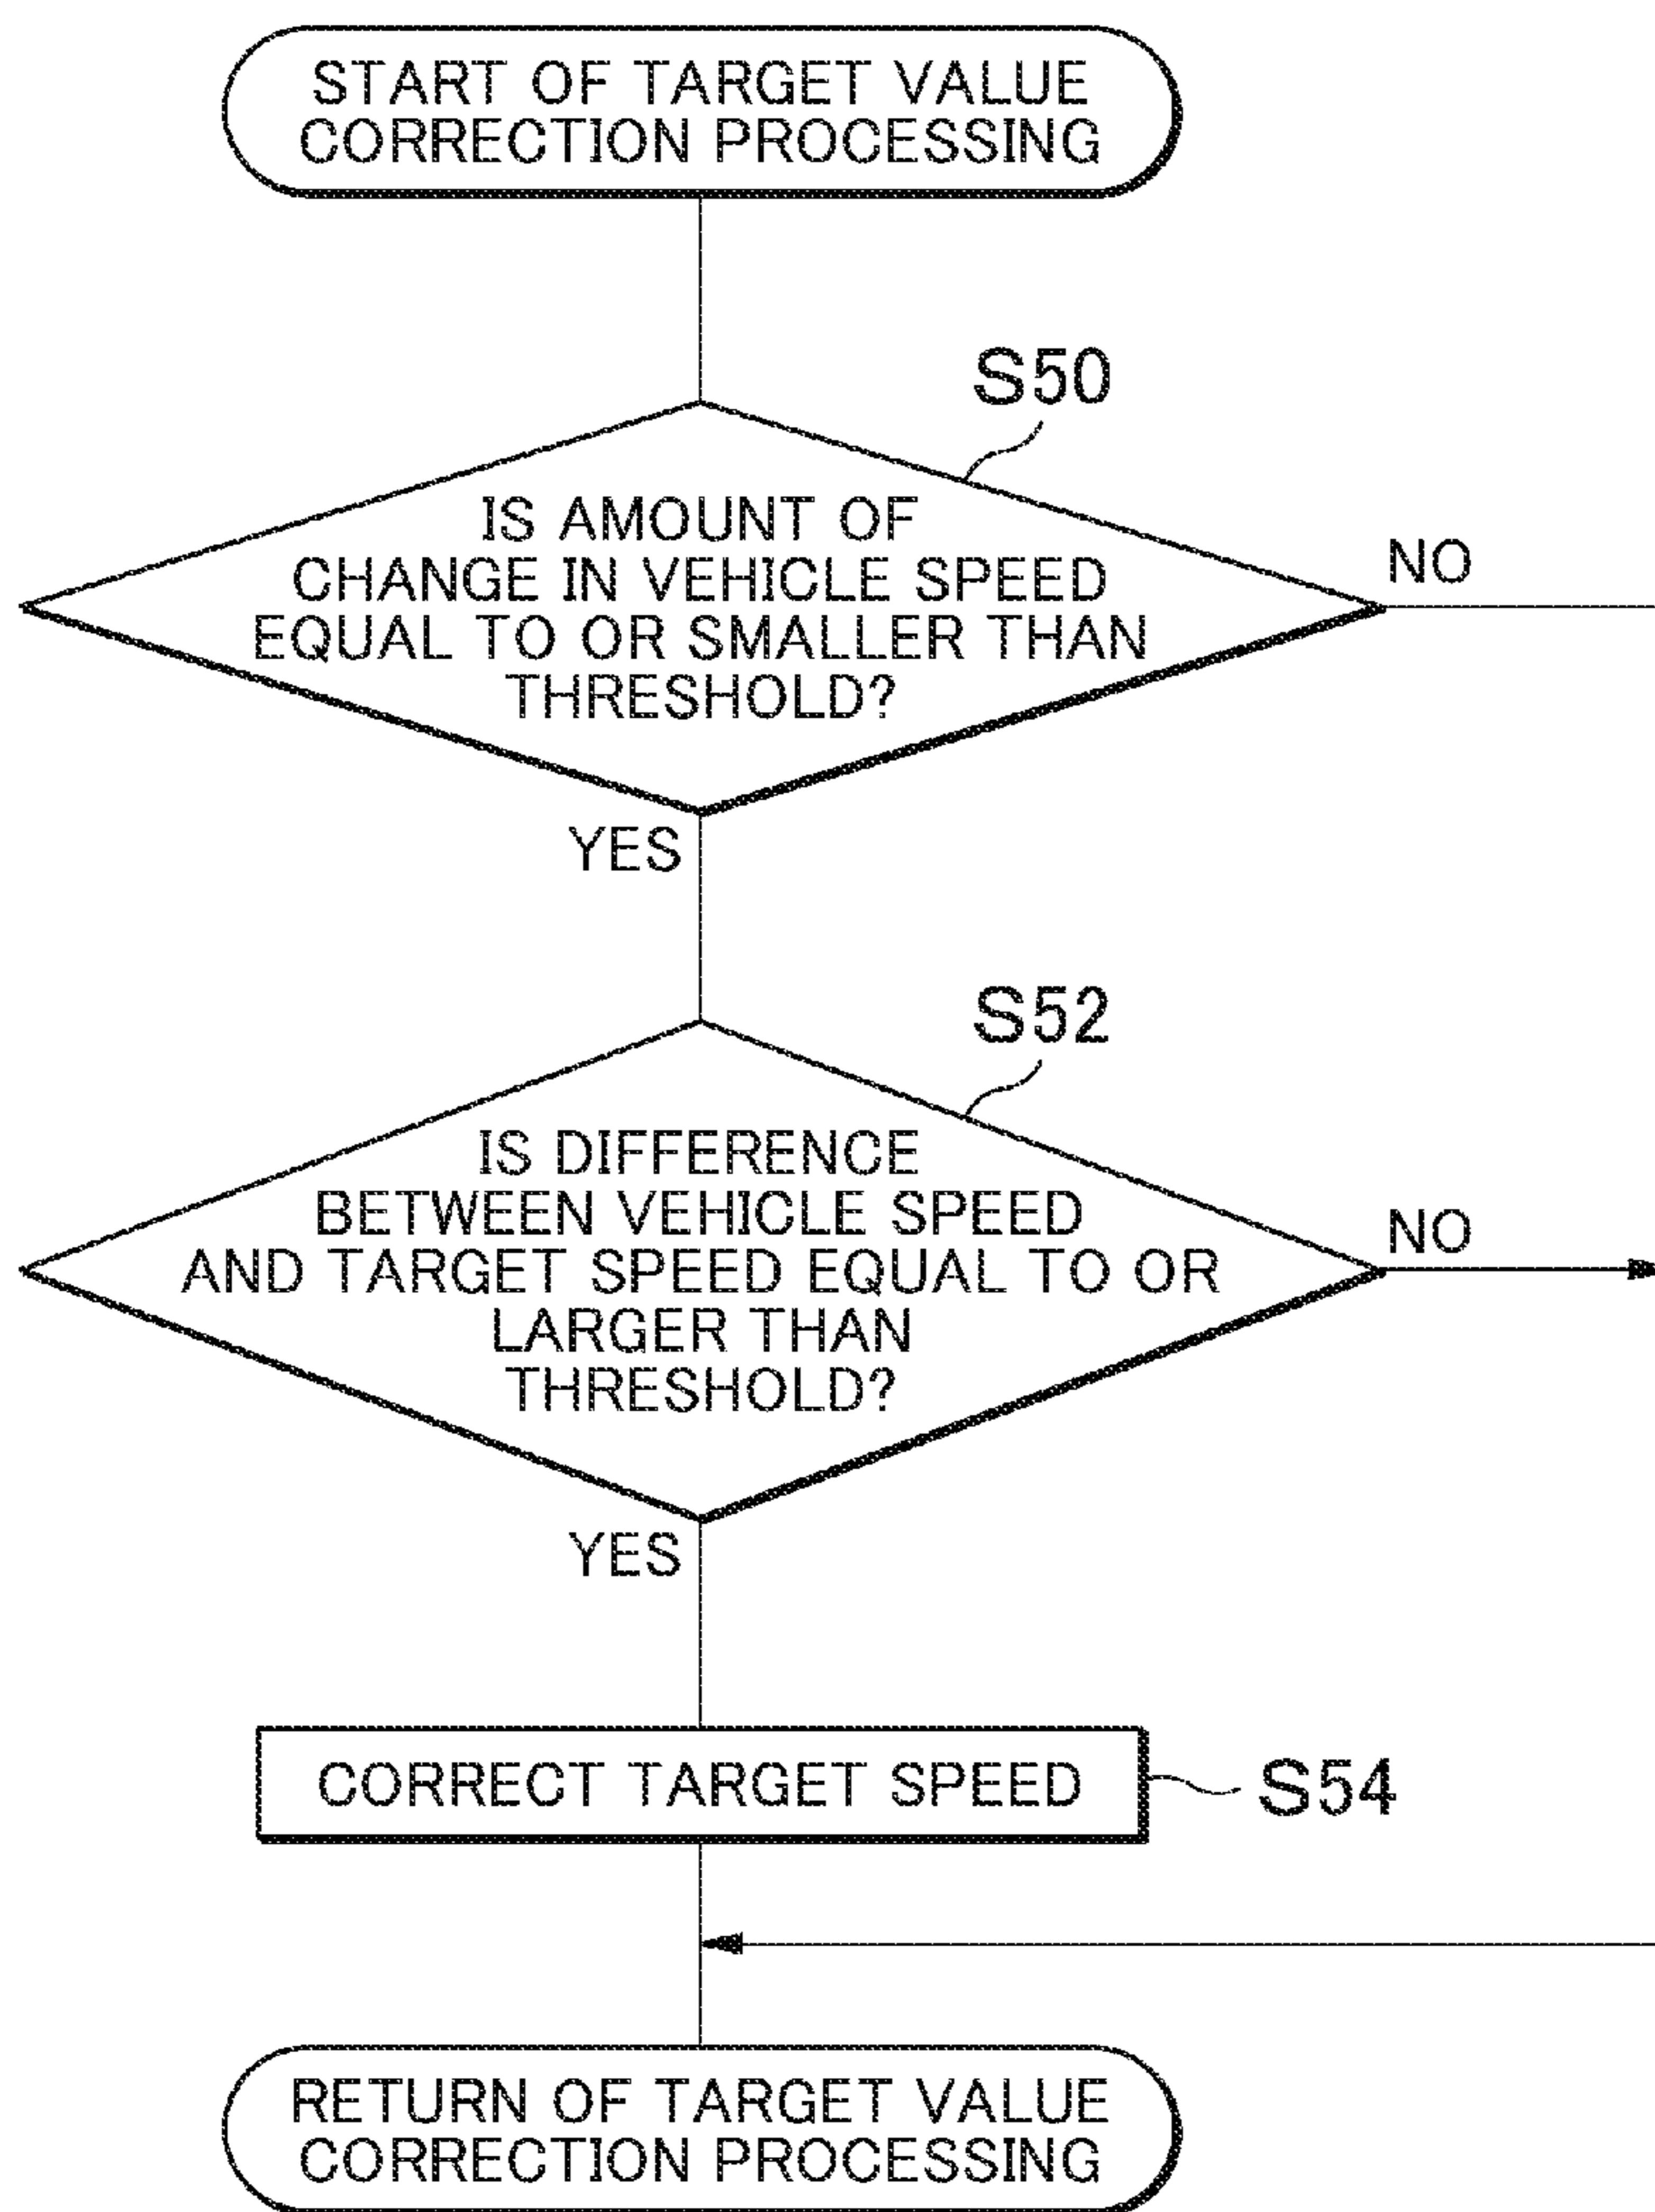 START OF TARGET VALUE
CORRECTION PROCESSING
S50
IS AMOUNT OF
CHANGE IN VEHICLE SPEED
EQUAL TO OR SMALLER THAN
THRESHOLD?
NO
YES
S52
IS DIFFERENCE
BETWEEN VEHICLE SPEED
AND TARGET SPEED EQUAL TO OR
LARGER THAN
THRESHOLD?
NO
YES
CORRECT TARGET SPEED
S54
RETURN OF TARGET VALUE
CORRECTION PROCESSING